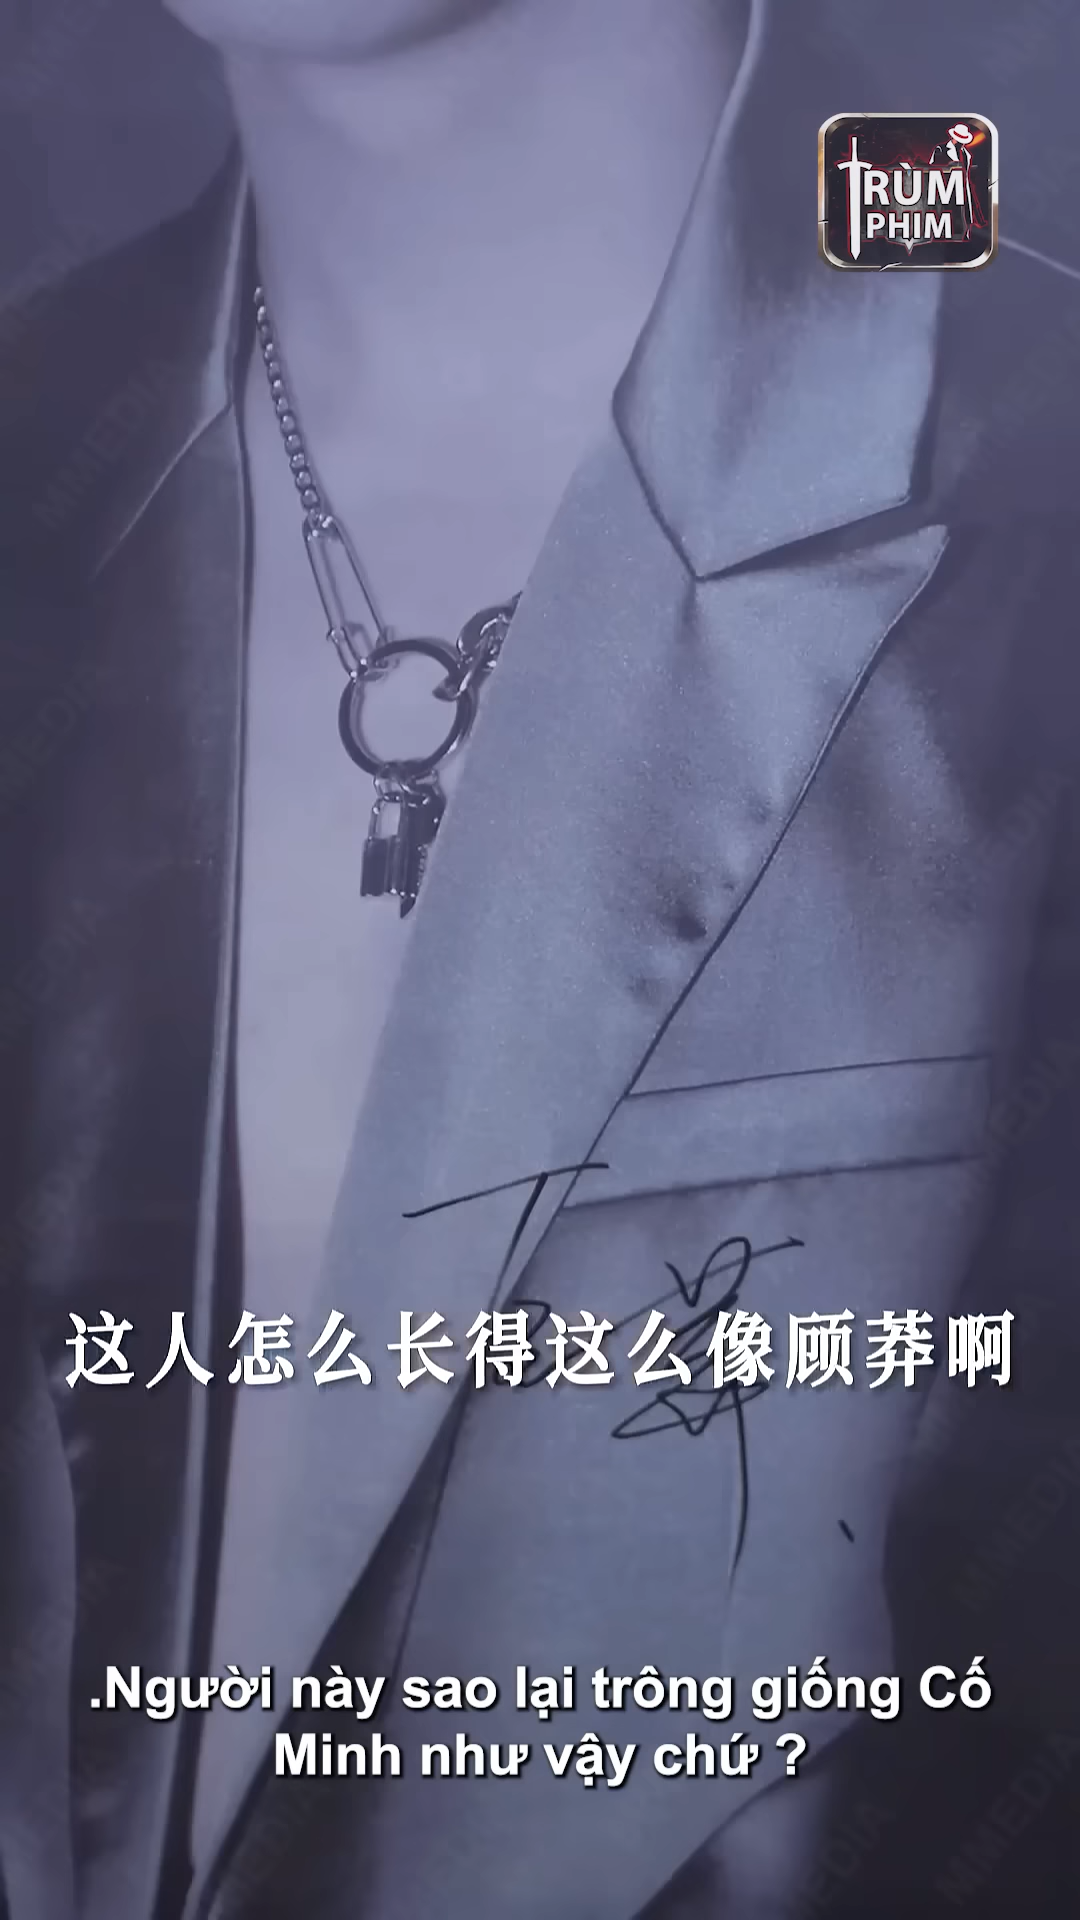 TRÙM
PHIM
这人怎么长得这么像顾莽啊
.Người này sao lại trông giống Cố
Minh như vậy chứ ?
MMEDIA